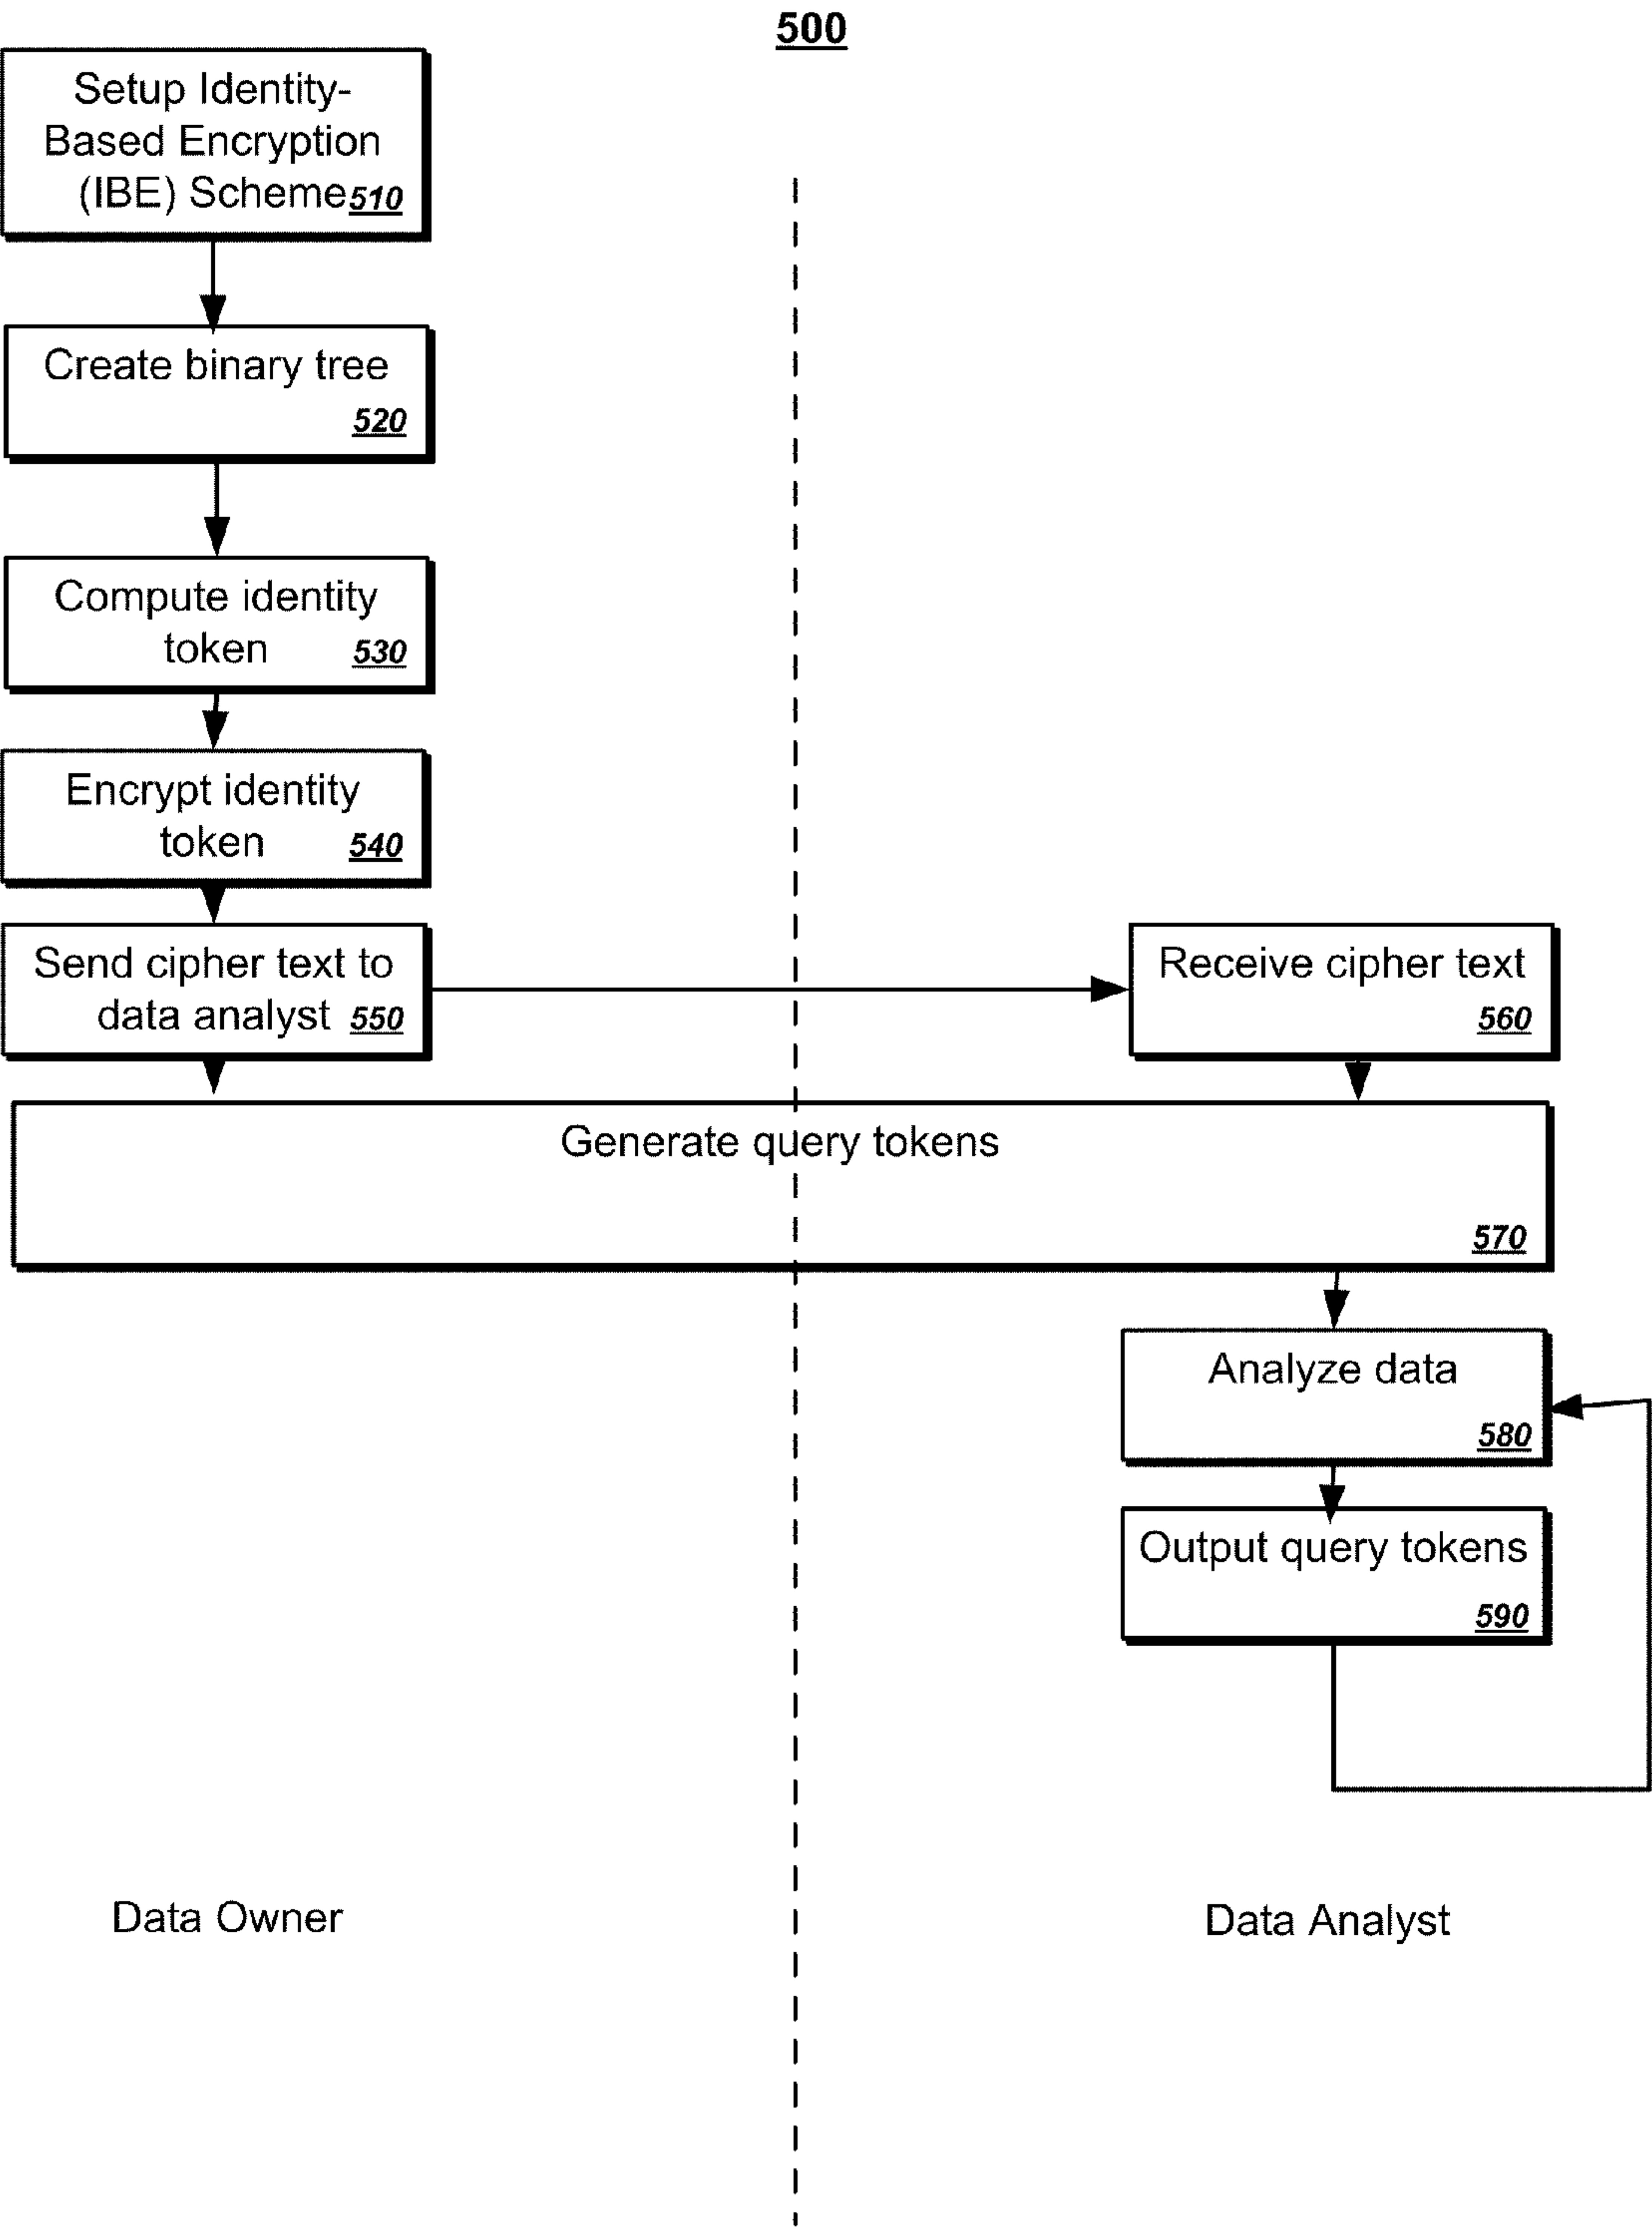 500
Setup Identity-
Based Encryption
(IBE) Scheme 510
Create binary tree
520
Compute identity
token 530
Encrypt identity
token 540
Send cipher text to
data analyst 550
Receive cipher text
560
Generate query tokens
570
Analyze data
580
Output query tokens
590
Data Owner
Data Analyst